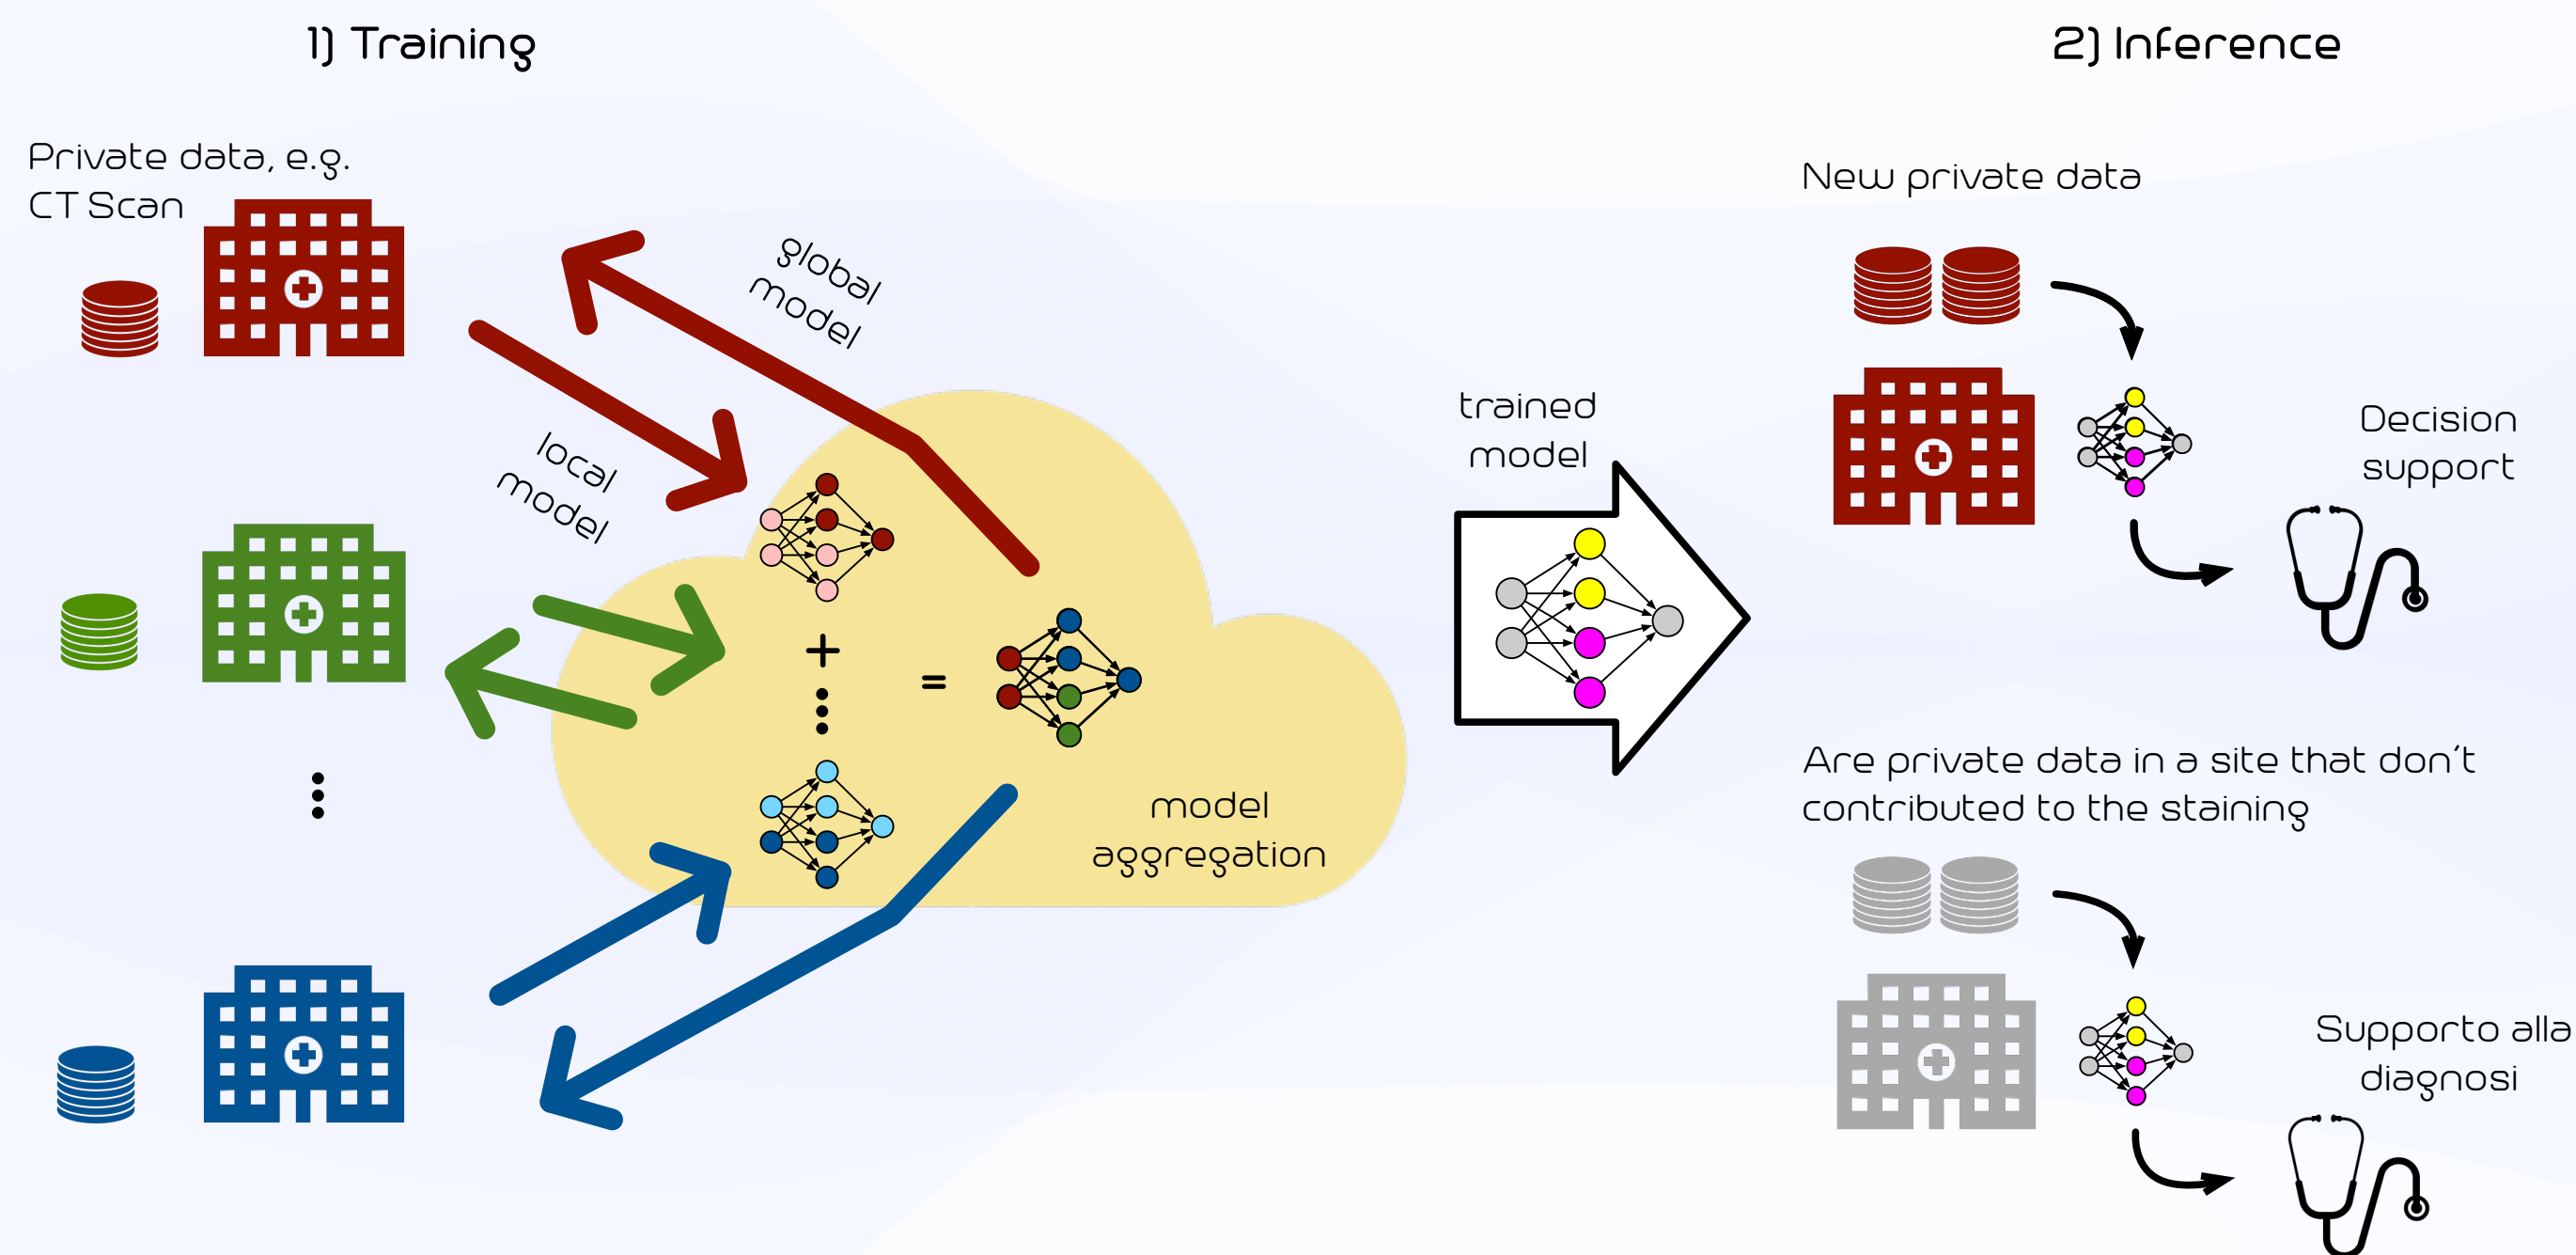 1) Training
2) Inference
Private data, e.g.
CT Scan
global
model
local
model
+
=
model
aggregation
trained
model
New private data
Decision
support
Are private data in a site that don't
contributed to the staining
Supporto alla
diagnosi